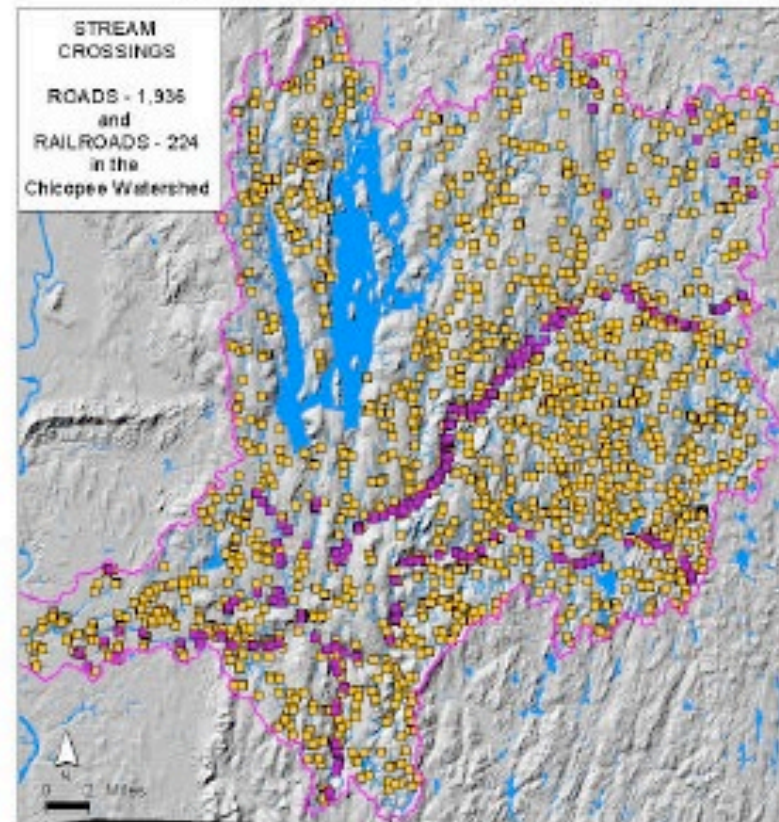 STREAM
CROSSINGS
ROADS - 1,936
and
RAILROADS - 224
in the
Chicopee Watershed
N
0 2 Miles